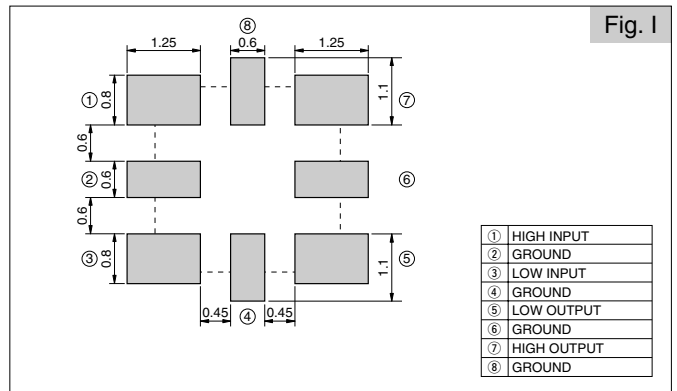 Fig. I
⑧
1.25 0.6 1.25
① 0.8 1.1 ⑦
0.6
② 0.6 ⑥
0.6
③ 0.8 1.1 ⑤
0.45 ④ 0.45
① HIGH INPUT
② GROUND
③ LOW INPUT
④ GROUND
⑤ LOW OUTPUT
⑥ GROUND
⑦ HIGH OUTPUT
⑧ GROUND